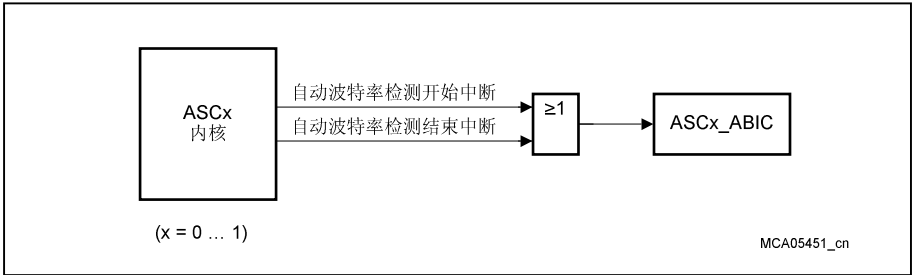 自动波特率检测开始中断
ASCx
内核
≥1
ASCx_ABIC
自动波特率检测结束中断
(x = 0 … 1)
MCA05451_cn